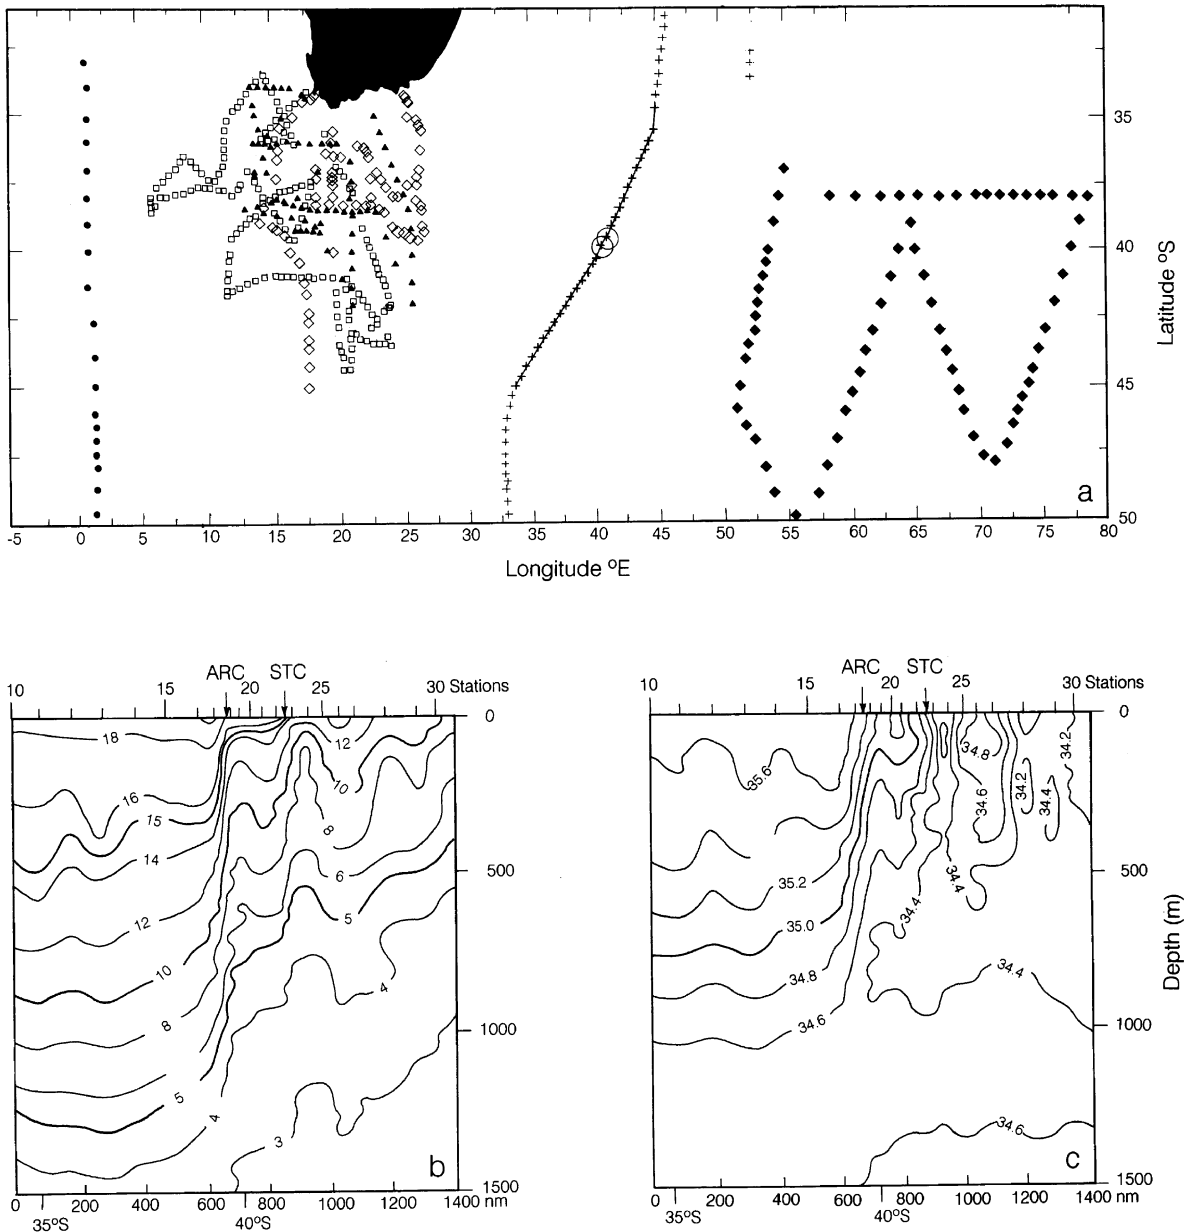 35
40
45
50
Latitude °S
a
-5 0 5 10 15 20 25 30 35 40 45 50 55 60 65 70 75 80
Longitude °E
ARC STC
10 15 20 25 30 Stations
0
500
1000
1500
18
16
15
14
12
10
8
5
4
3
12
10
8
6
5
4
b
0 200 400 600 800 1000 1200 1400 nm
35°S 40°S
ARC STC
10 15 20 25 30 Stations
0
500
1000
1500
Depth (m)
35.6
35.2
35.0
34.8
34.6
34.8
34.6
34.2
34.4
34.2
34.4
34.4
34.4
34.6
c
0 200 400 600 800 1000 1200 1400 nm
35°S 40°S